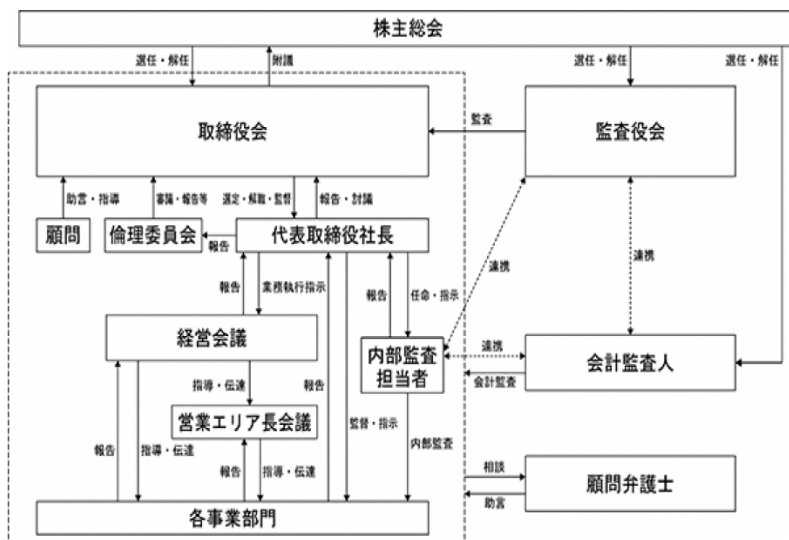 株主総会
選任・解任
附議
選任・解任
選任・解任
取締役会
監査
監査役会
助言・指導
審議・報告等
選定・解職・監督
報告・討議
顧問
倫理委員会
報告
代表取締役社長
連携
連携
報告
業務執行指示
報告
任命・指示
経営会議
内部監査
担当者
連携
会計監査人
会計監査
指導・伝達
報告
営業エリア長会議
監督・指示
内部監査
報告
指導・伝達
報告
指導・伝達
相談
顧問弁護士
助言
各事業部門